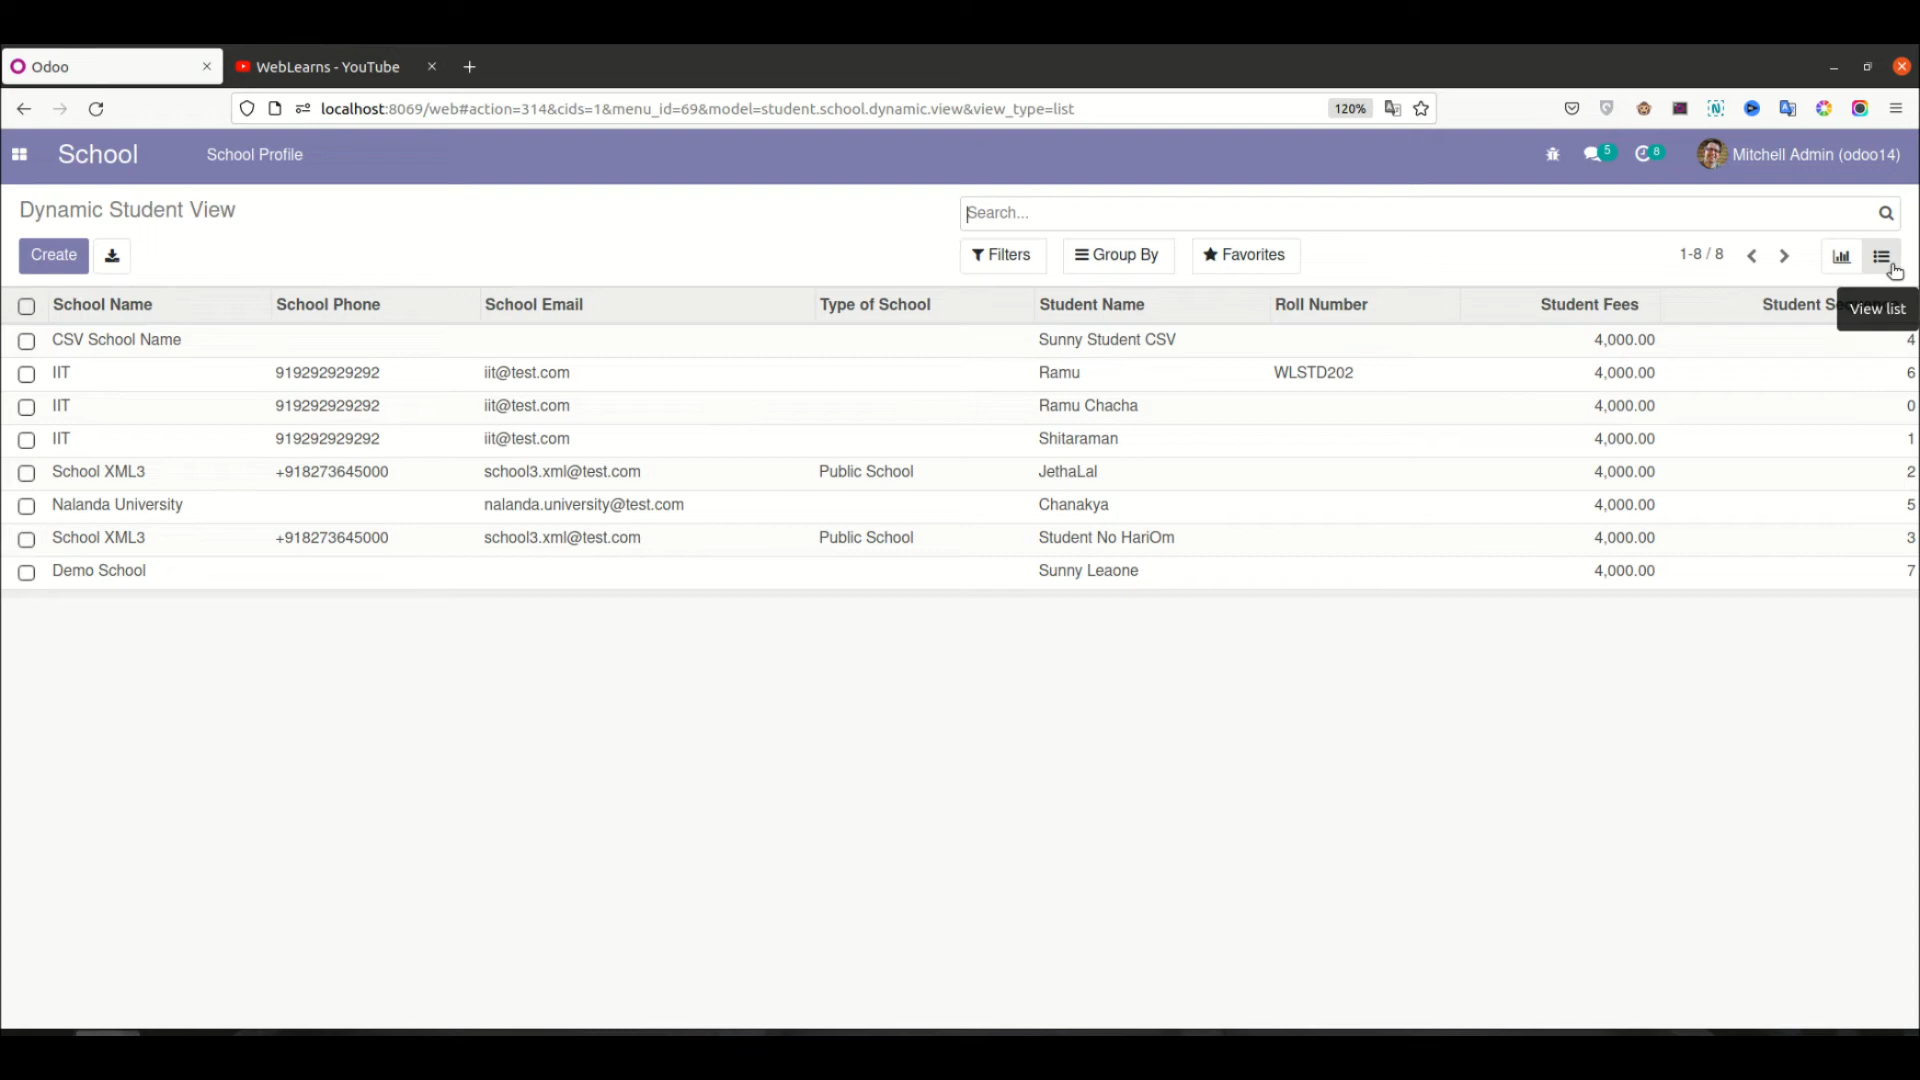 Odoo
WebLearns - YouTube
localhost:8069/web#action=314&cids=1&menu_id=69&model=student.school.dynamic.view&view_type=list
120%
School School Profile 5 8 Mitchell Admin (odoo14)
Dynamic Student View
Search...
Create Filters Group By Favorites 1-8 / 8
School Name School Phone School Email Type of School Student Name Roll Number Student Fees Student
View list
CSV School Name Sunny Student CSV 4,000.00 4
IIT 919292929292 iit@test.com Ramu WLSTD202 4,000.00 6
IIT 919292929292 iit@test.com Ramu Chacha 4,000.00 0
IIT 919292929292 iit@test.com Shitaraman 4,000.00 1
School XML3 +918273645000 school3.xml@test.com Public School JethaLal 4,000.00 2
Nalanda University nalanda.university@test.com Chanakya 4,000.00 5
School XML3 +918273645000 school3.xml@test.com Public School Student No HariOm 4,000.00 3
Demo School Sunny Leaone 4,000.00 7